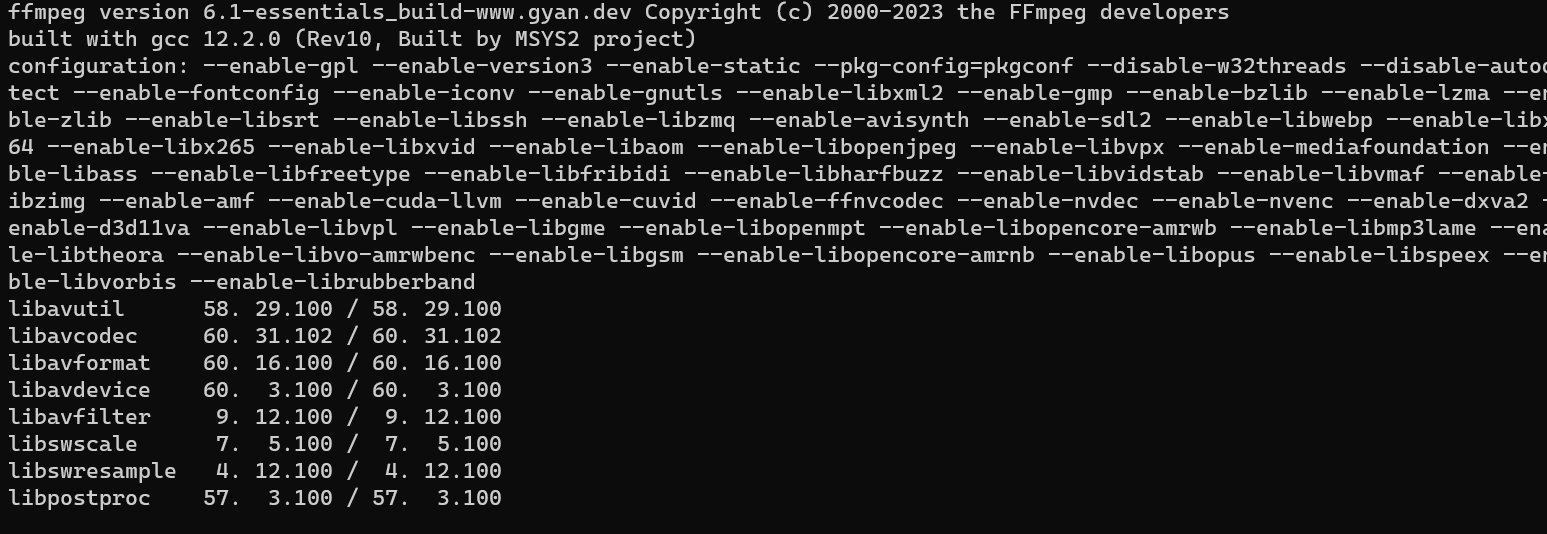 ffmpeg version 6.1-essentials_build-www.gyan.dev Copyright (c) 2000-2023 the FFmpeg developers
built with gcc 12.2.0 (Rev10, Built by MSYS2 project)
configuration: --enable-gpl --enable-version3 --enable-static --pkg-config=pkgconf --disable-w32threads --disable-autod
tect --enable-fontconfig --enable-iconv --enable-gnutls --enable-libxml2 --enable-gmp --enable-bzlib --enable-lzma --en
ble-zlib --enable-libsrt --enable-libssh --enable-libzmq --enable-avisynth --enable-sdl2 --enable-libwebp --enable-libx
64 --enable-libx265 --enable-libxvid --enable-libaom --enable-libopenjpeg --enable-libvpx --enable-mediafoundation --en
ble-libass --enable-libfreetype --enable-libfribidi --enable-libharfbuzz --enable-libvidstab --enable-libvmaf --enable-
ibzimg --enable-amf --enable-cuda-llvm --enable-cuvid --enable-ffnvcodec --enable-nvdec --enable-nvenc --enable-dxva2 -
enable-d3d11va --enable-libvpl --enable-libgme --enable-libopenmpt --enable-libopencore-amrwb --enable-libmp3lame --ena
le-libtheora --enable-libvo-amrwbenc --enable-libgsm --enable-libopencore-amrnb --enable-libopus --enable-libspeex --en
ble-libvorbis --enable-librubberband
libavutil      58. 29.100 / 58. 29.100
libavcodec     60. 31.102 / 60. 31.102
libavformat    60. 16.100 / 60. 16.100
libavdevice    60.  3.100 / 60.  3.100
libavfilter     9. 12.100 /  9. 12.100
libswscale      7.  5.100 /  7.  5.100
libswresample   4. 12.100 /  4. 12.100
libpostproc    57.  3.100 / 57.  3.100